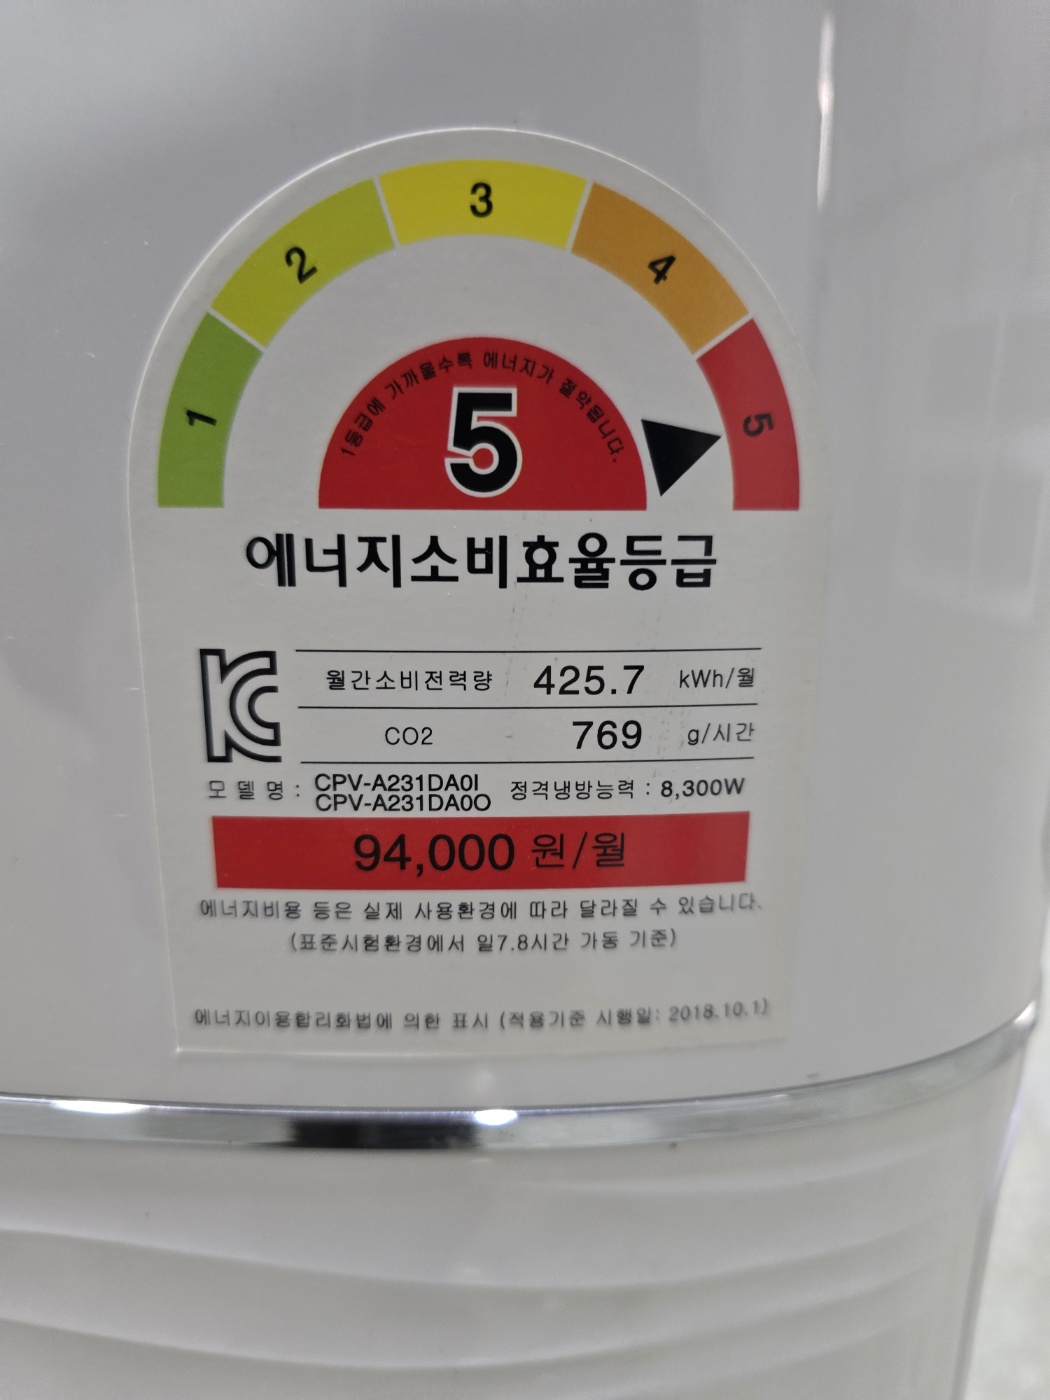 1
2
3
4
5
1등급에 가까울수록 에너지가 절약됩니다.
5
에너지소비효율등급
KC
월간소비전력량 425.7 kWh/월
CO2 769 g/시간
모델명 : CPV-A231DA0I
CPV-A231DA0O
정격냉방능력 : 8,300W
94,000 원/월
에너지비용 등은 실제 사용환경에 따라 달라질 수 있습니다.
(표준시험환경에서 일7.8시간 가동 기준)
에너지이용합리화법에 의한 표시 (적용기준 시행일: 2018.10.1)